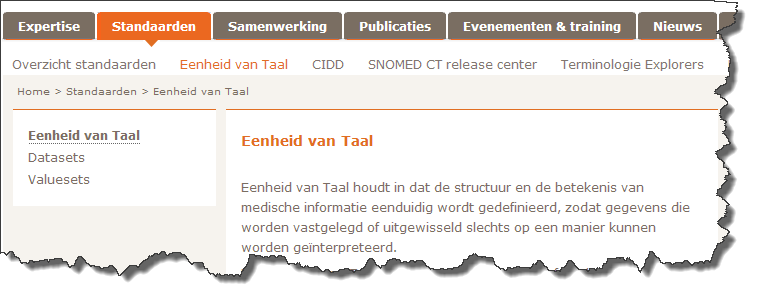 Expertise Standaarden Samenwerking Publicaties Evenementen & training Nieuws
Overzicht standaarden Eenheid van Taal CIDD SNOMED CT release center Terminologie Explorers
Home > Standaarden > Eenheid van Taal
Eenheid van Taal
Datasets
Valuesets
Eenheid van Taal
Eenheid van Taal houdt in dat de structuur en de betekenis van
medische informatie eenduidig wordt gedefinieerd, zodat gegevens die
worden vastgelegd of uitgewisseld slechts op een manier kunnen
worden geïnterpreteerd.